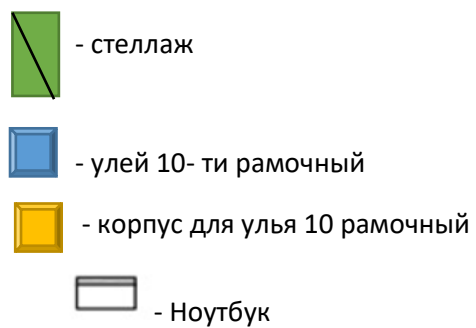 - стеллаж
- улей 10- ти рамочный
- корпус для улья 10 рамочный
- Ноутбук